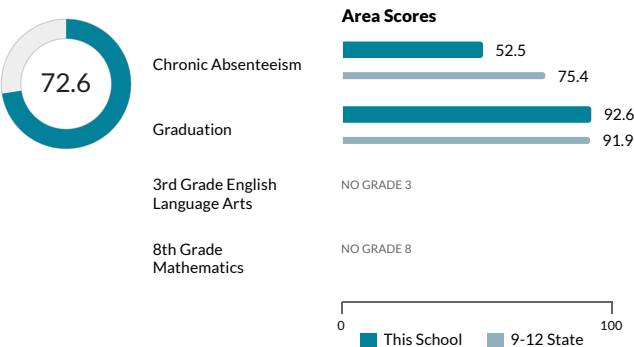 Area Scores
72.6
Chronic Absenteeism
52.5
75.4
Graduation
92.6
91.9
3rd Grade English
Language Arts
NO GRADE 3
8th Grade
Mathematics
NO GRADE 8
0
100
This School
9-12 State